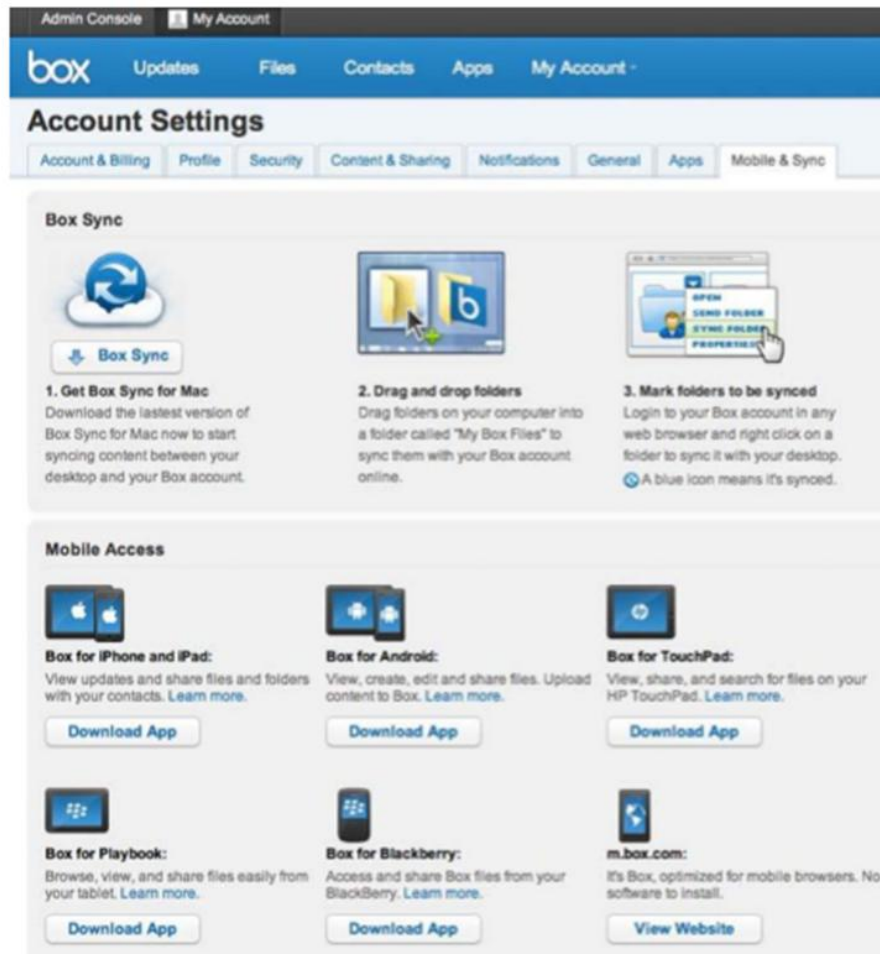 Admin Console My Account
box Updates Files Contacts Apps My Account
Account Settings
Account & Billing Profile Security Content & Sharing Notifications General Apps Mobile & Sync
Box Sync
OPEN
SEND FOLDER
SYNC FOLDER
PROPERTIES
b
Box Sync
1. Get Box Sync for Mac
Download the lastest version of
Box Sync for Mac now to start
syncing content between your
desktop and your Box account.
2. Drag and drop folders
Drag folders on your computer into
a folder called "My Box Files" to
sync them with your Box account
online.
3. Mark folders to be synced
Login to your Box account in any
web browser and right click on a
folder to sync it with your desktop.
A blue icon means it's synced.
Mobile Access
hp
Box for iPhone and iPad:
View updates and share files and folders
with your contacts. Learn more.
Download App
Box for Android:
View, create, edit and share files. Upload
content to Box. Learn more.
Download App
Box for TouchPad:
View, share, and search for files on your
HP TouchPad. Learn more.
Download App
Box for Playbook:
Browse, view, and share files easily from
your tablet. Learn more.
Download App
Box for Blackberry:
Access and share Box files from your
BlackBerry. Learn more.
Download App
m.box.com:
It's Box, optimized for mobile browsers. No
software to install.
View Website